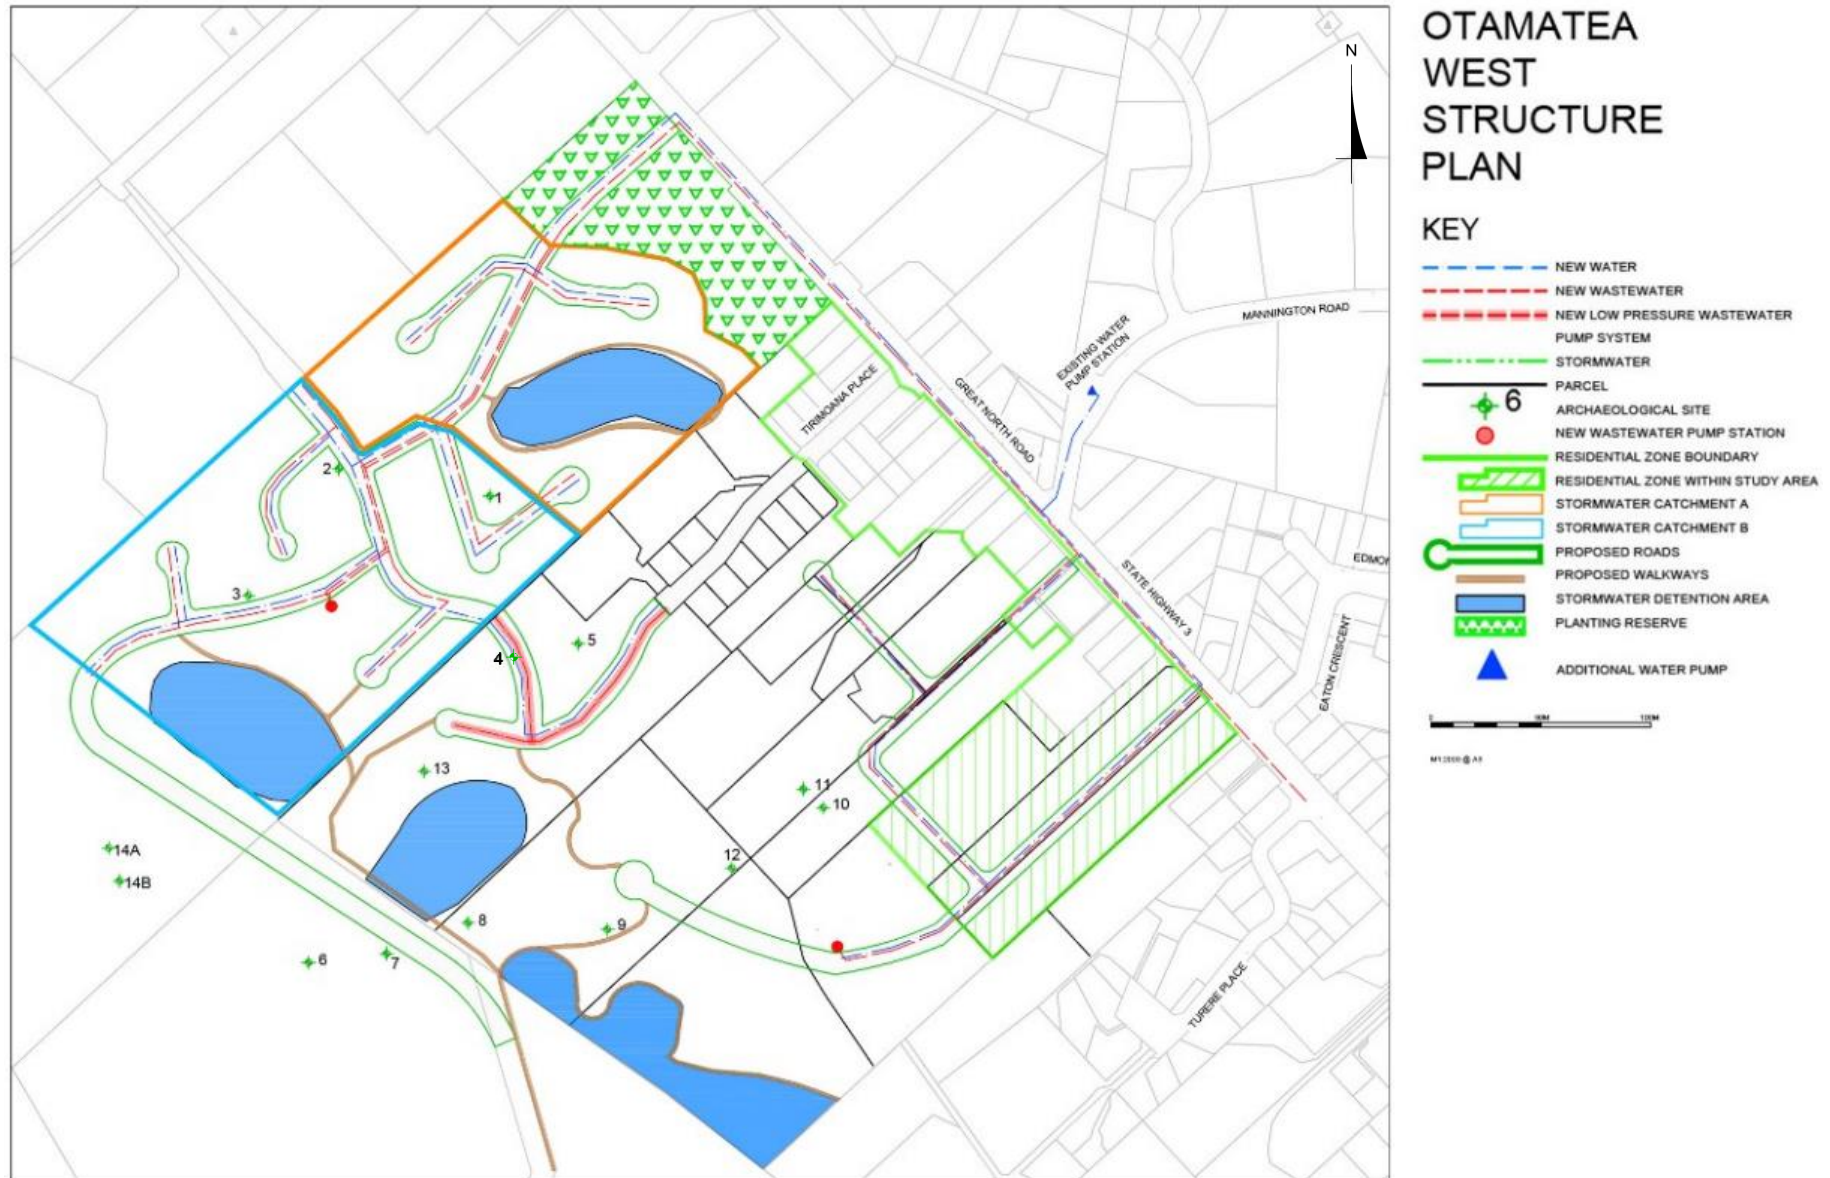 OTAMATEA
WEST
STRUCTURE
PLAN
KEY
NEW WATER
NEW WASTEWATER
NEW LOW PRESSURE WASTEWATER
PUMP SYSTEM
STORMWATER
PARCEL
6
ARCHAEOLOGICAL SITE
NEW WASTEWATER PUMP STATION
RESIDENTIAL ZONE BOUNDARY
RESIDENTIAL ZONE WITHIN STUDY AREA
STORMWATER CATCHMENT A
STORMWATER CATCHMENT B
PROPOSED ROADS
PROPOSED WALKWAYS
STORMWATER DETENTION AREA
PLANTING RESERVE
ADDITIONAL WATER PUMP
0
N
MANNINGTON ROAD
EXISTING WATER
PUMP STATION
TIRIMOANA PLACE
GREAT NORTH ROAD
STATE HIGHWAY 3
EDMON
EATON CRESCENT
TURERE PLACE
2
1
3
5
4
13
11
10
12
14A
14B
8
9
6
7